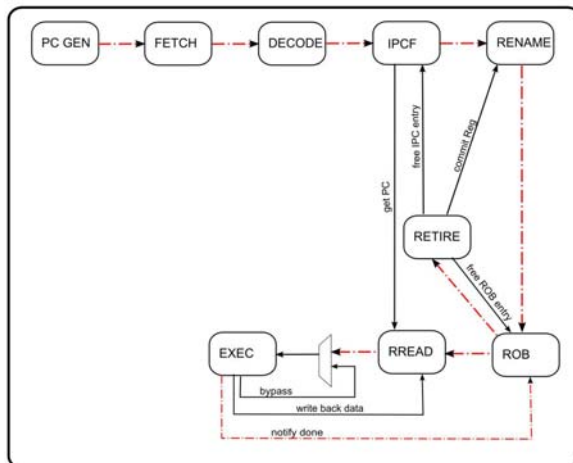 PC GEN
FETCH
DECODE
IPCF
RENAME
free IPC entry
commit Reg
get PC
RETIRE
free ROB entry
EXEC
RREAD
ROB
bypass
write back data
notify done